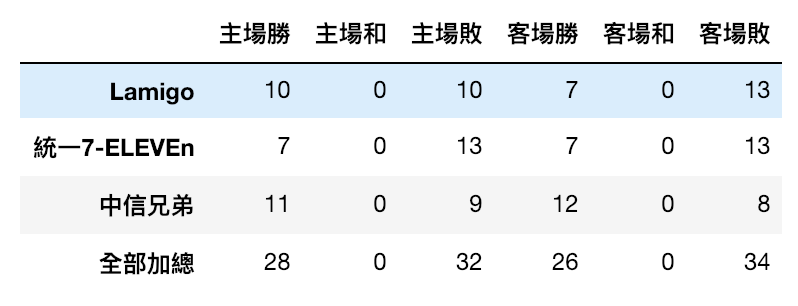 主場勝 主場和 主場敗 客場勝 客場和 客場敗
Lamigo 10 0 10 7 0 13
統一7-ELEVEn 7 0 13 7 0 13
中信兄弟 11 0 9 12 0 8
全部加總 28 0 32 26 0 34